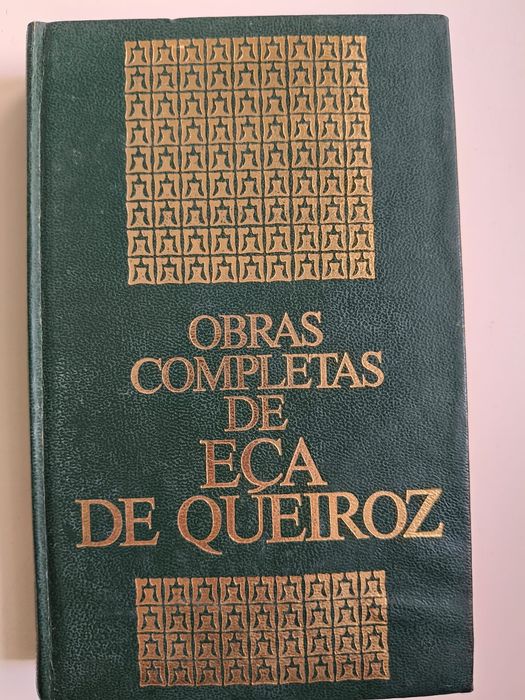 OBRAS
COMPLETAS
DE
EÇA
DE QUEIROZ